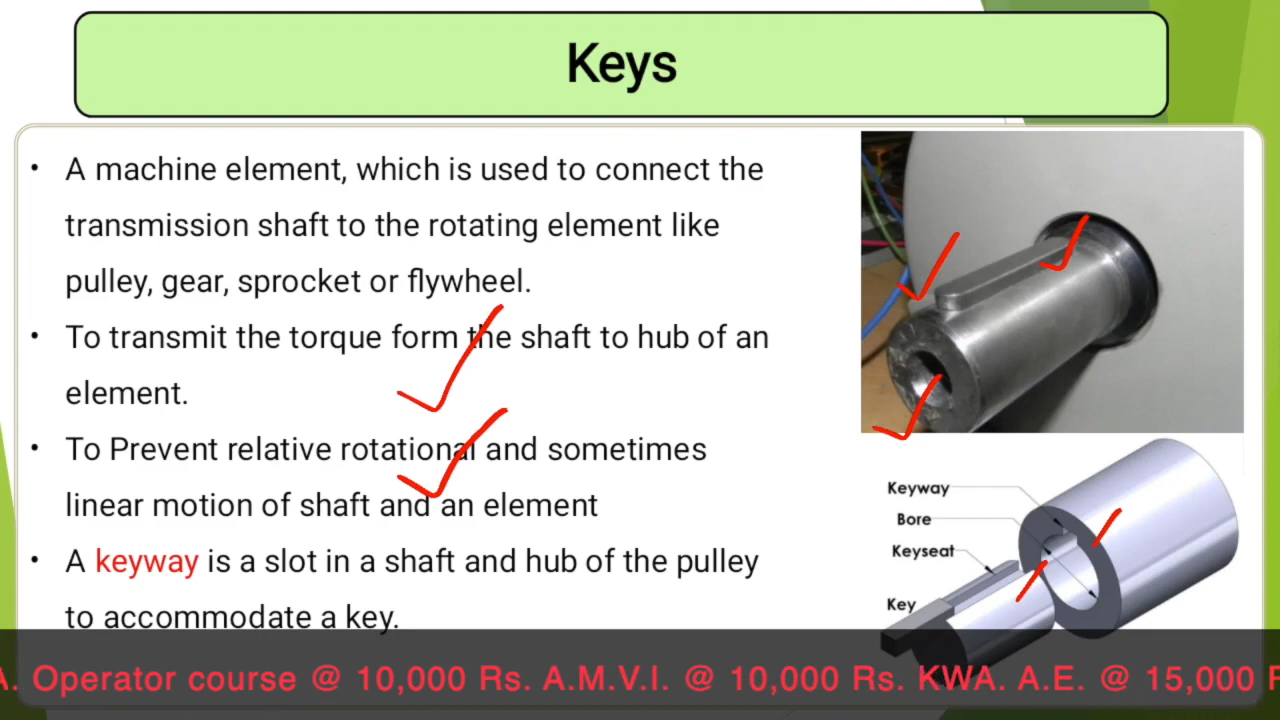 Keys
• A machine element, which is used to connect the
transmission shaft to the rotating element like
pulley, gear, sprocket or flywheel.
• To transmit the torque form the shaft to hub of an
element.
• To Prevent relative rotational and sometimes
linear motion of shaft and an element
• A keyway is a slot in a shaft and hub of the pulley
to accommodate a key.
Keyway
Bore
Keyseat
Key
A. Operator course @ 10,000 Rs. A.M.V.I. @ 10,000 Rs. KWA. A.E. @ 15,000